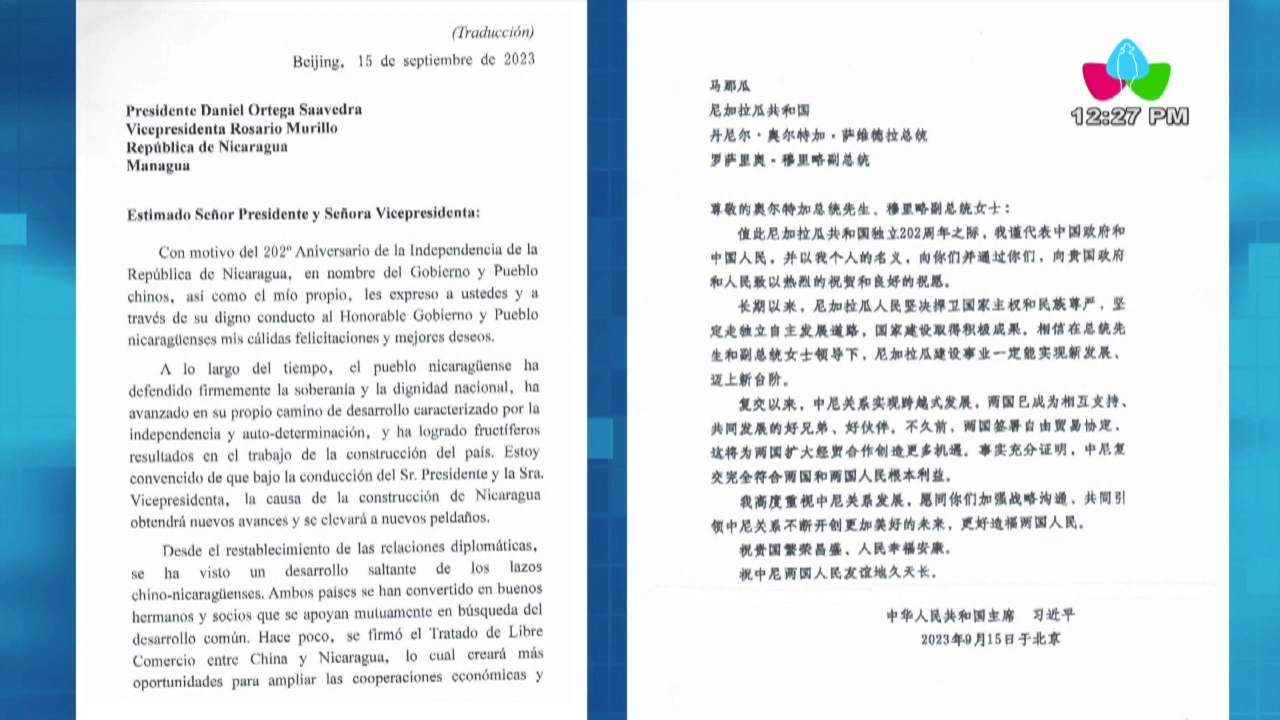 (Traducción)
Beijing, 15 de septiembre de 2023
Presidente Daniel Ortega Saavedra
Vicepresidenta Rosario Murillo
República de Nicaragua
Managua
Estimado Señor Presidente y Señora Vicepresidenta:
Con motivo del 202º Aniversario de la Independencia de la
República de Nicaragua, en nombre del Gobierno y Pueblo
chinos, así como el mío propio, les expreso a ustedes y a
través de su digno conducto al Honorable Gobierno y Pueblo
nicaragüenses mis cálidas felicitaciones y mejores deseos.
A lo largo del tiempo, el pueblo nicaragüense ha
defendido firmemente la soberanía y la dignidad nacional, ha
avanzado en su propio camino de desarrollo caracterizado por la
independencia y auto-determinación, y ha logrado fructíferos
resultados en el trabajo de la construcción del país. Estoy
convencido de que bajo la conducción del Sr. Presidente y la Sra.
Vicepresidenta, la causa de la construcción de Nicaragua
obtendrá nuevos avances y se elevará a nuevos peldaños.
Desde el restablecimiento de las relaciones diplomáticas,
se ha visto un desarrollo saltante de los lazos
chino-nicaragüenses. Ambos países se han convertido en buenos
hermanos y socios que se apoyan mutuamente en búsqueda del
desarrollo común. Hace poco, se firmó el Tratado de Libre
Comercio entre China y Nicaragua, lo cual creará más
oportunidades para ampliar las cooperaciones económicas y
马那瓜
尼加拉瓜共和国
丹尼尔·奥尔特加·萨维德拉总统
罗萨里奥·穆里略副总统
尊敬的奥尔特加总统先生、穆里略副总统女士：
值此尼加拉瓜共和国独立202周年之际，我谨代表中国政府和
中国人民，并以我个人的名义，向你们并通过你们，向贵国政府
和人民致以热烈的祝贺和良好的祝愿。
长期以来，尼加拉瓜人民坚决捍卫国家主权和民族尊严，坚
定走独立自主发展道路，国家建设取得积极成果。相信在总统先
生和副总统女士领导下，尼加拉瓜建设事业一定能实现新发展、
迈上新台阶。
复交以来，中尼关系实现跨越式发展，两国已成为相互支持、
共同发展的好兄弟、好伙伴。不久前，两国签署自由贸易协定，
这将为两国扩大经贸合作创造更多机遇。事实充分证明，中尼复
交完全符合两国和两国人民根本利益。
我高度重视中尼关系发展，愿同你们加强战略沟通，共同引
领中尼关系不断开创更加美好的未来，更好造福两国人民。
祝贵国繁荣昌盛、人民幸福安康。
祝中尼两国人民友谊地久天长。
中华人民共和国主席 习近平
2023年9月15日于北京
12:27 PM